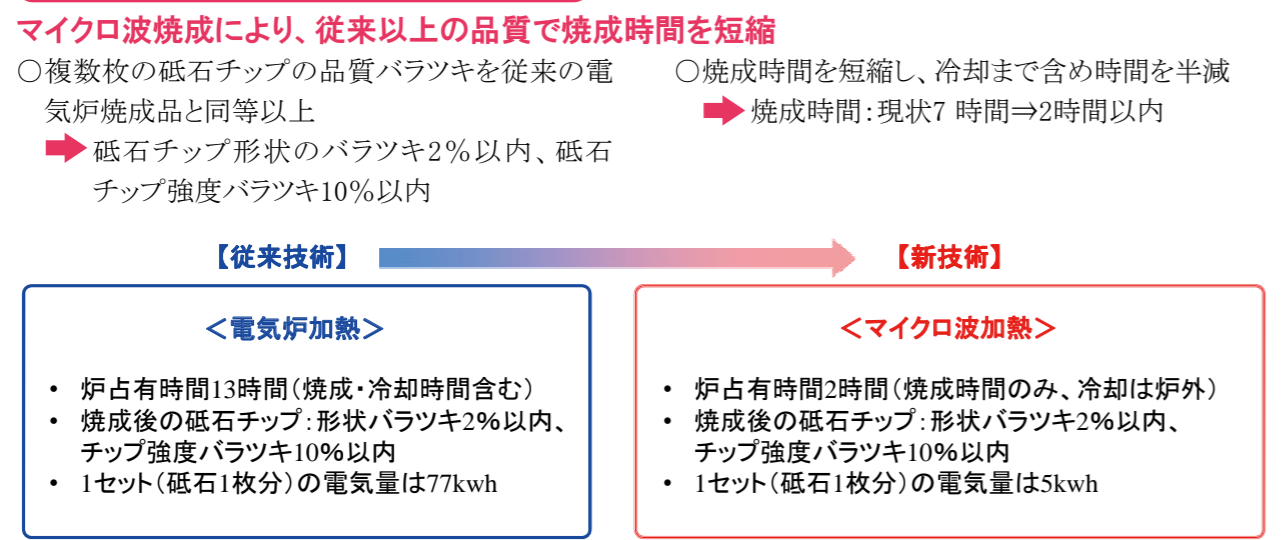 マイクロ波焼成により、従来以上の品質で焼成時間を短縮
〇複数枚の砥石チップの品質バラツキを従来の電
気炉焼成品と同等以上
砥石チップ形状のバラツキ2％以内、砥石
チップ強度バラツキ10％以内
〇焼成時間を短縮し、冷却まで含め時間を半減
焼成時間：現状7 時間⇒2時間以内
【従来技術】
【新技術】
＜電気炉加熱＞
• 炉占有時間13時間（焼成・冷却時間含む）
• 焼成後の砥石チップ：形状バラツキ2％以内、
チップ強度バラツキ10％以内
• 1セット（砥石1枚分）の電気量は77kwh
＜マイクロ波加熱＞
• 炉占有時間2時間（焼成時間のみ、冷却は炉外）
• 焼成後の砥石チップ：形状バラツキ2％以内、
チップ強度バラツキ10％以内
• 1セット（砥石1枚分）の電気量は5kwh